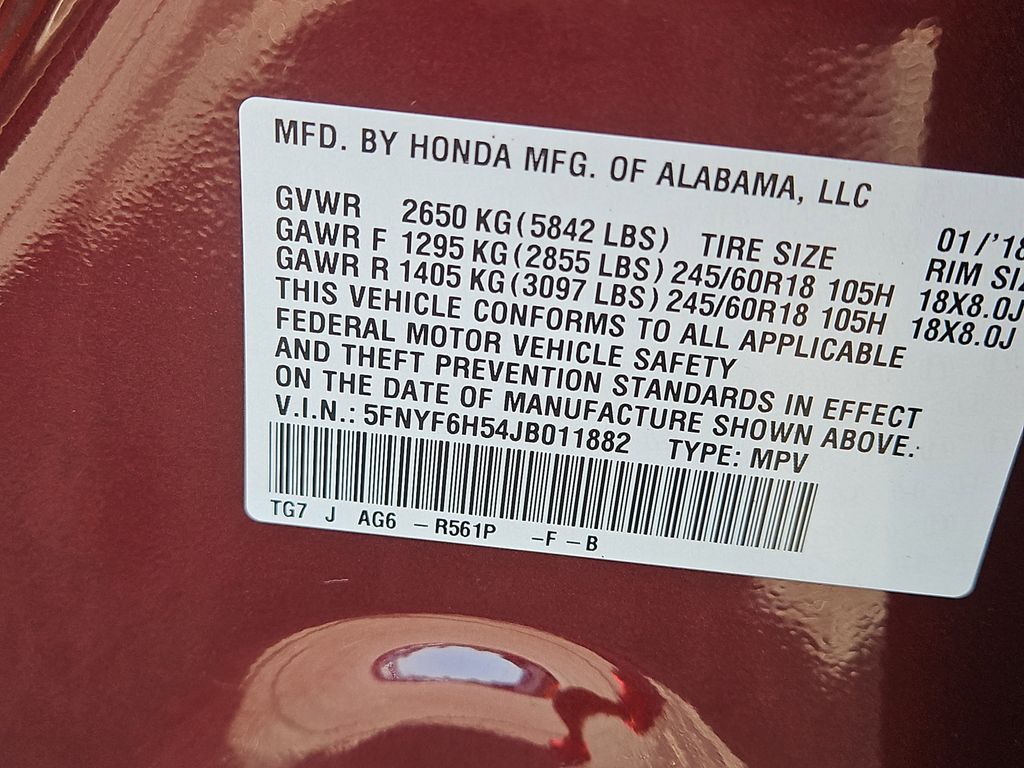 MFD. BY HONDA MFG. OF ALABAMA, LLC
01/'18
GVWR 2650 KG (5842 LBS) TIRE SIZE RIM SIZ
GAWR F 1295 KG (2855 LBS) 245/60R18 105H 18X8.0J
GAWR R 1405 KG (3097 LBS) 245/60R18 105H 18X8.0J
THIS VEHICLE CONFORMS TO ALL APPLICABLE
FEDERAL MOTOR VEHICLE SAFETY
AND THEFT PREVENTION STANDARDS IN EFFECT
ON THE DATE OF MANUFACTURE SHOWN ABOVE.
V.I.N.: 5FNYF6H54JB011882 TYPE: MPV
TG7 J AG6 – R561P – F – B